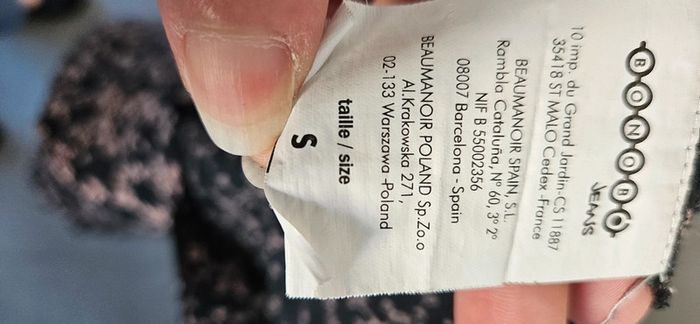 BONOBO
JEANS
10 imp. du Grand Jardin-CS 11887
35418 ST MALO Cedex -France
BEAUMANOIR SPAIN, S.L.
Rambla Cataluña, Nº 60, 3º 2ª
NIF B 55002356
08007 Barcelona - Spain
BEAUMANOIR POLAND Sp.Zo.o
Al.Krakowska 271,
02-133 Warszawa -Poland
taille / size
S